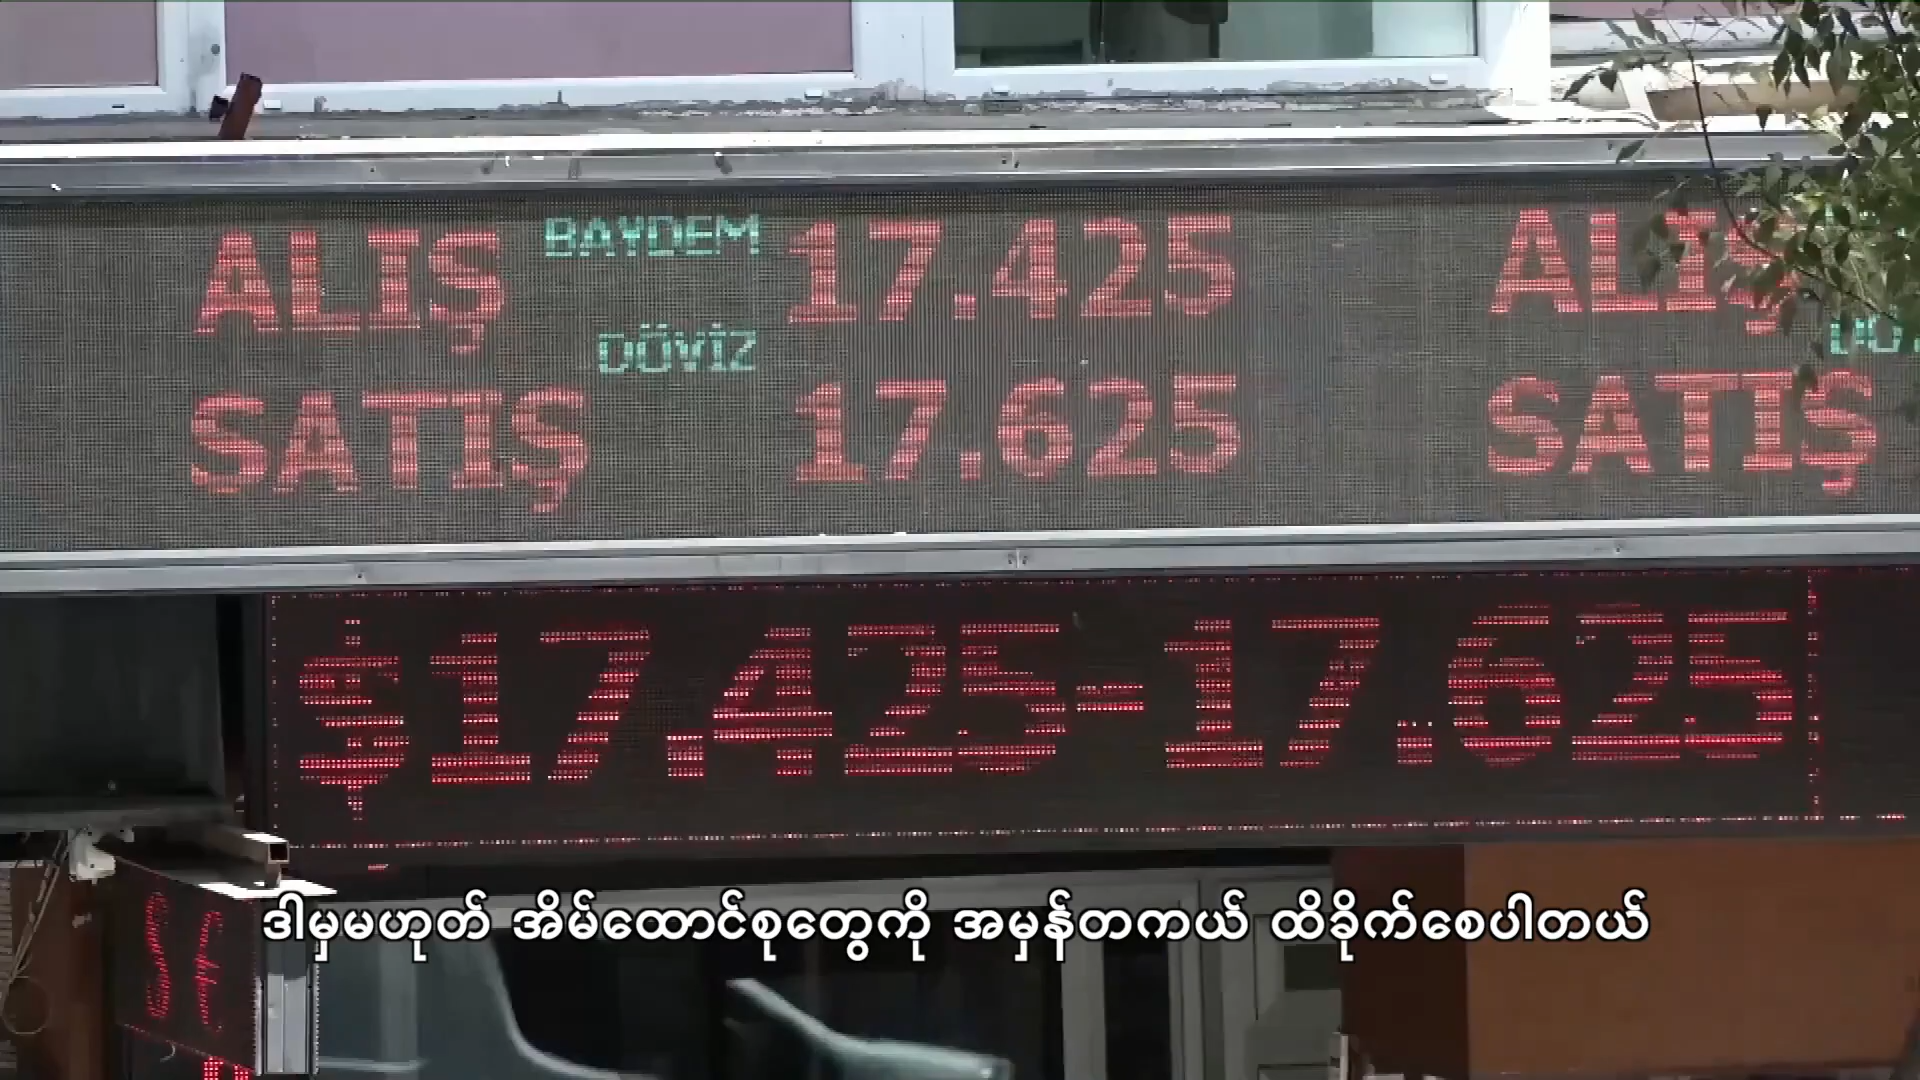 ALIŞ BAYDEM 17.425 ALIŞ
DÖVİZ
SATIŞ 17.625 SATIŞ
$17.425-17.625
$ €
ဒါမှမဟုတ် အိမ်ထောင်စုတွေကို အမှန်တကယ် ထိခိုက်စေပါတယ်